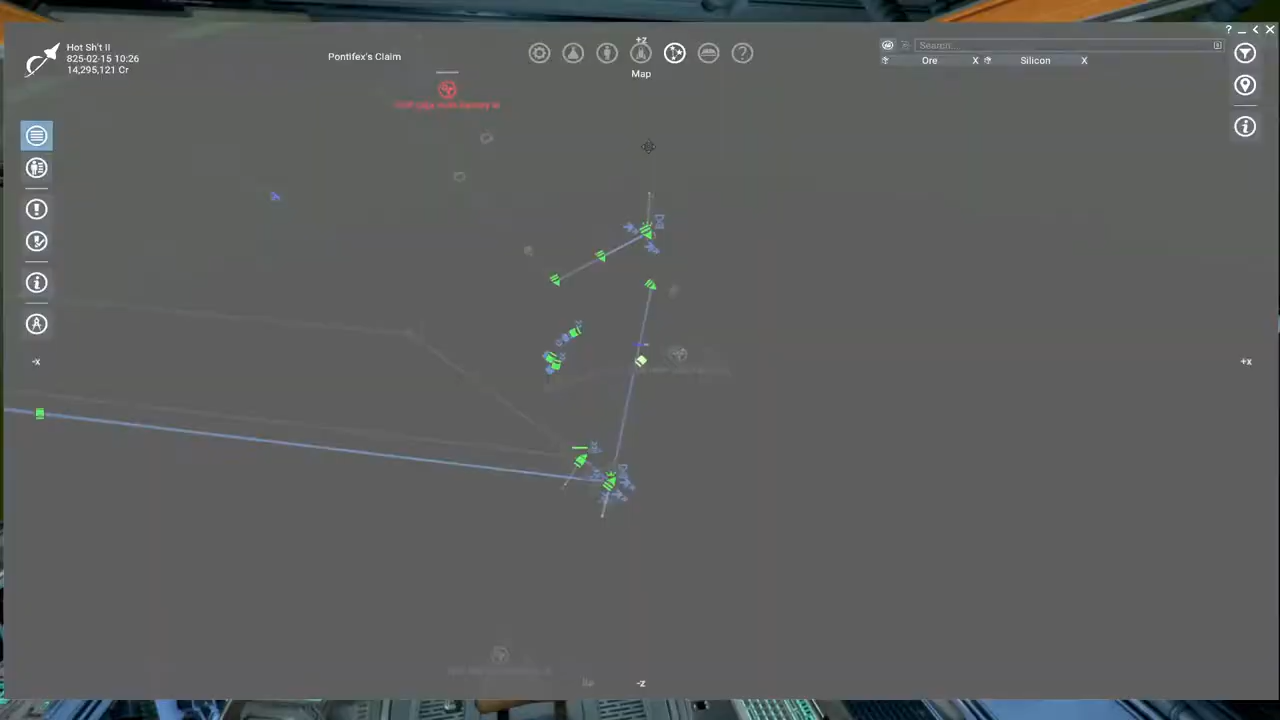 Hot Sh't II
825-02-15 10:26
14,295,121 Cr
Pontifex's Claim
+z
Map
? _ < X
Search...
Ore X
Silicon X
-x
+x
-z